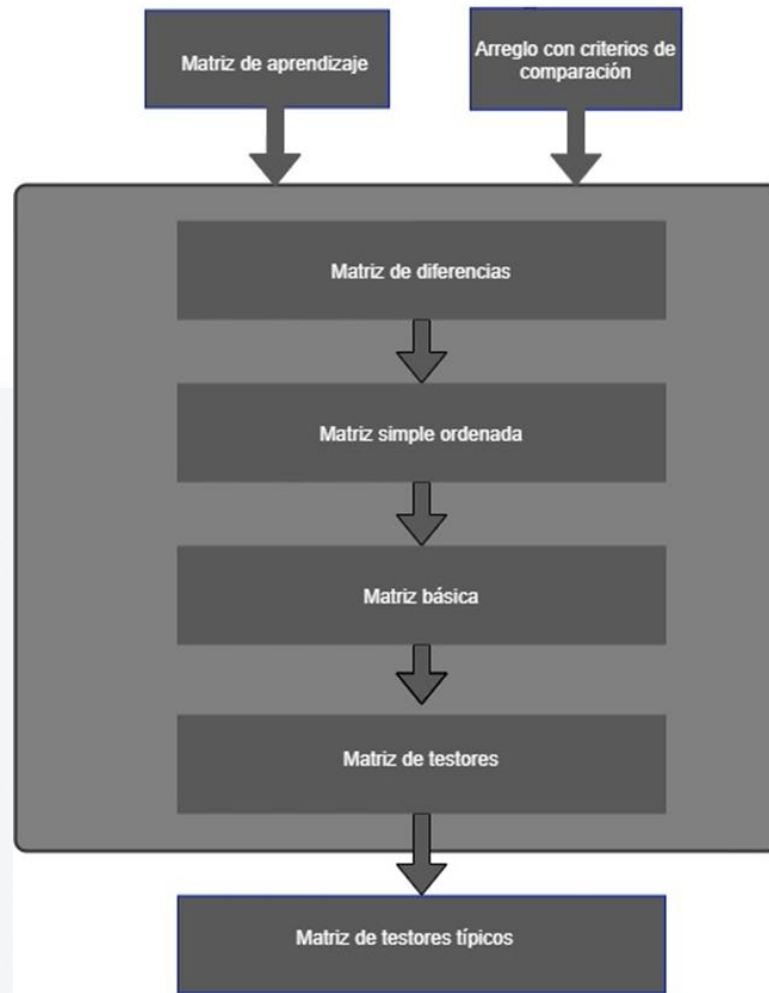 Matriz de aprendizaje
Arreglo con criterios de
comparación
Matriz de diferencias
Matriz simple ordenada
Matriz básica
Matriz de testores
Matriz de testores típicos